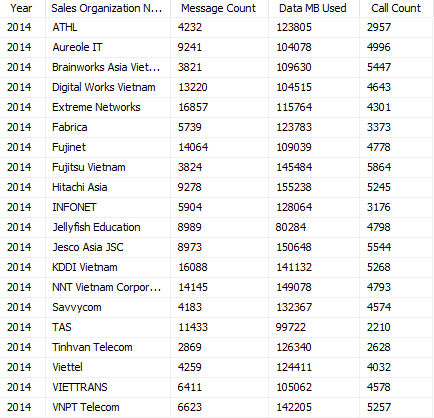 Year Sales Organization N... Message Count Data MB Used Call Count
2014 ATHL 4232 123805 2957
2014 Aureole IT 9241 104078 4996
2014 Brainworks Asia Viet... 3821 109630 5447
2014 Digital Works Vietnam 13220 104515 4643
2014 Extreme Networks 16857 115764 4301
2014 Fabrica 5739 123783 3373
2014 Fujinet 14064 109039 4778
2014 Fujitsu Vietnam 3824 145484 5864
2014 Hitachi Asia 9278 155238 5245
2014 INFONET 5904 128064 3176
2014 Jellyfish Education 8989 80284 4798
2014 Jesco Asia JSC 8973 150648 5544
2014 KDDI Vietnam 16088 141132 5268
2014 NNT Vietnam Corpor... 14145 149078 4793
2014 Savvycom 4183 132367 4574
2014 TAS 11433 99722 2210
2014 Tinhvan Telecom 2869 126340 2628
2014 Viettel 4259 124411 4032
2014 VIETTRANS 6411 105062 4578
2014 VNPT Telecom 6623 142205 5257